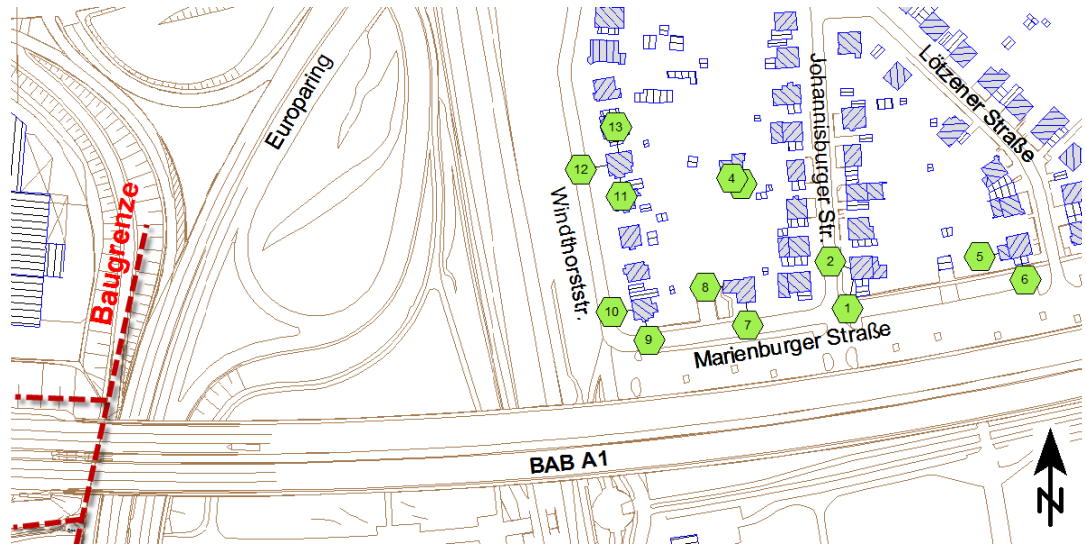 Europaring
Baugrenze
Windthorststr.
Johannisburger Str.
Lötzener Straße
13
12
11
4
2
5
6
8
10
7
1
9
Marienburger Straße
BAB A1
N